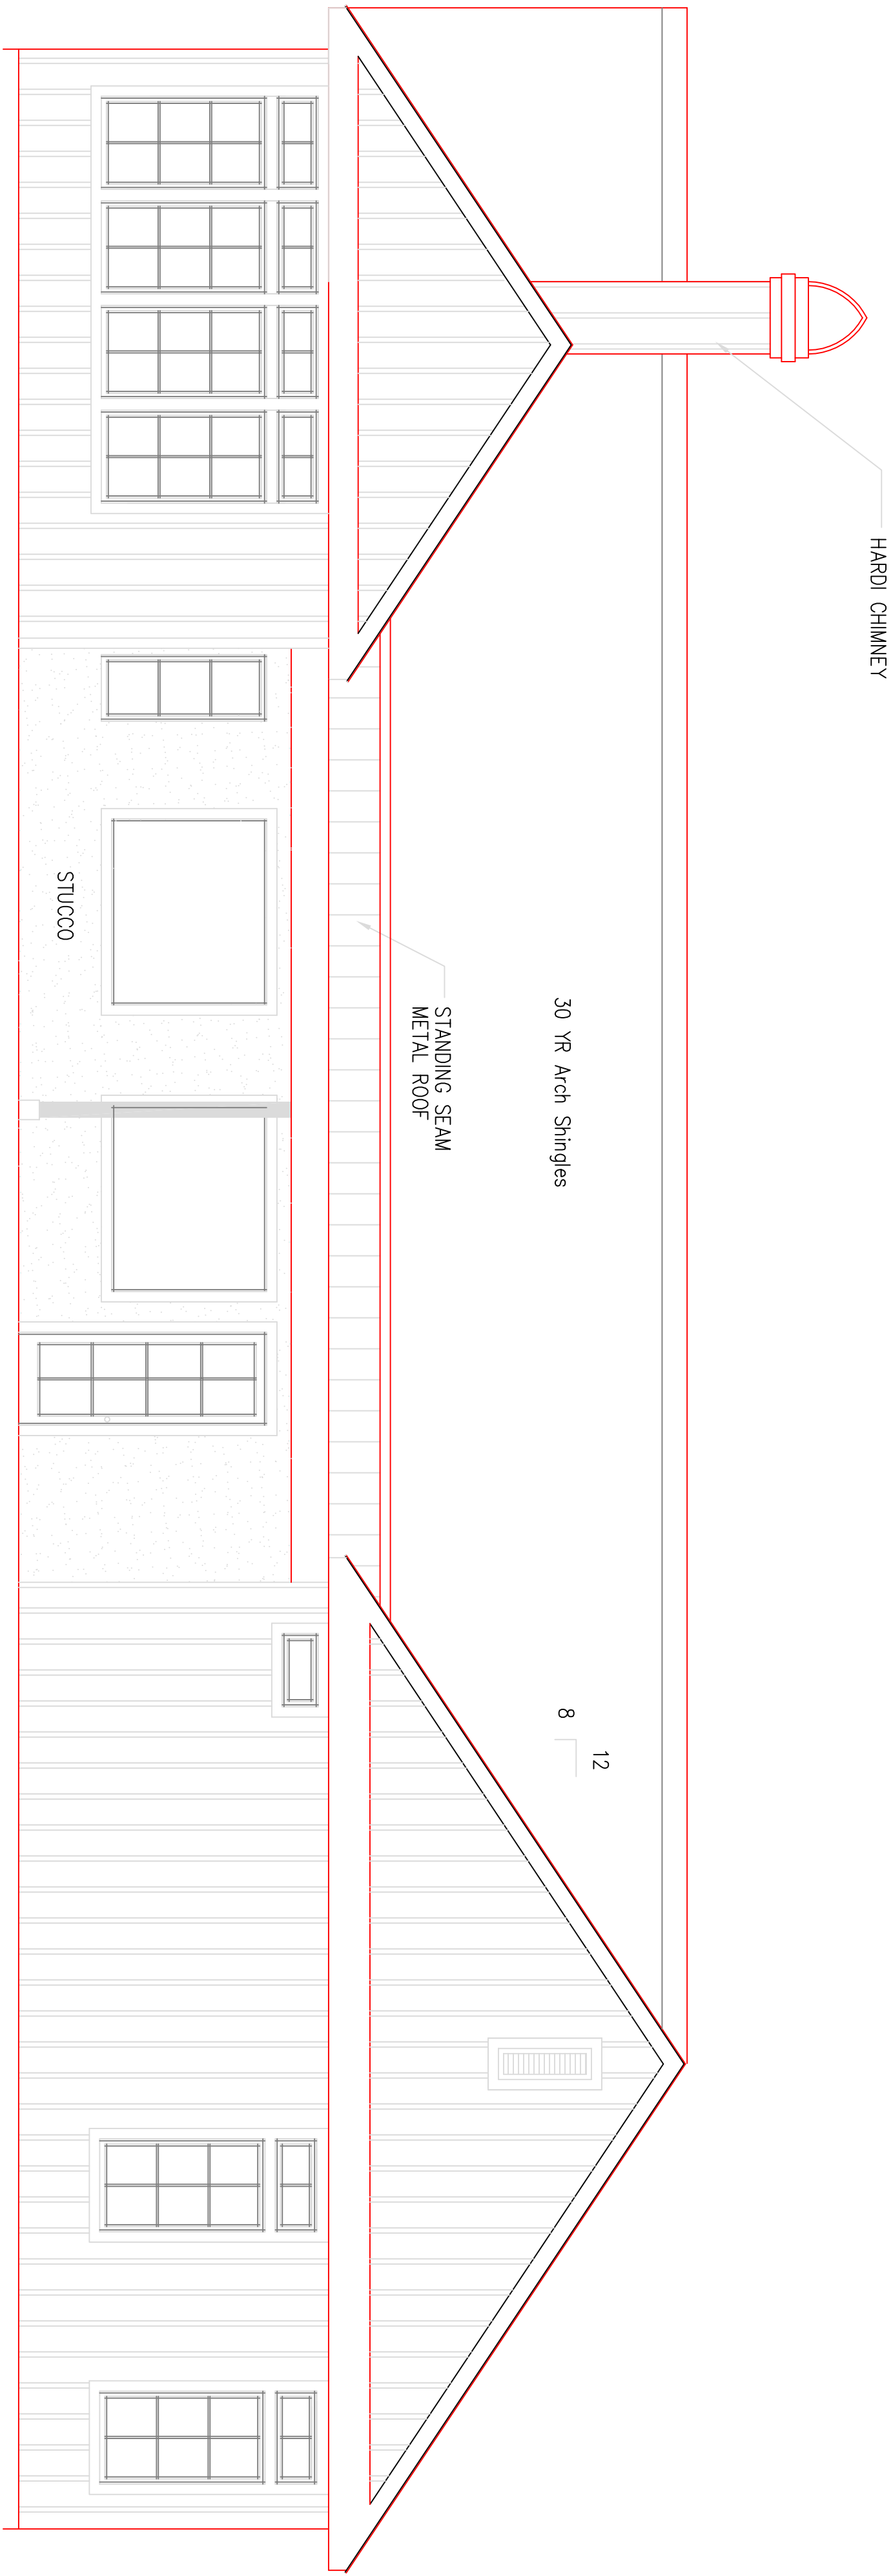 HARDI CHIMNEY
30 YR Arch Shingles
12
8
STANDING SEAM
METAL ROOF
STUCCO